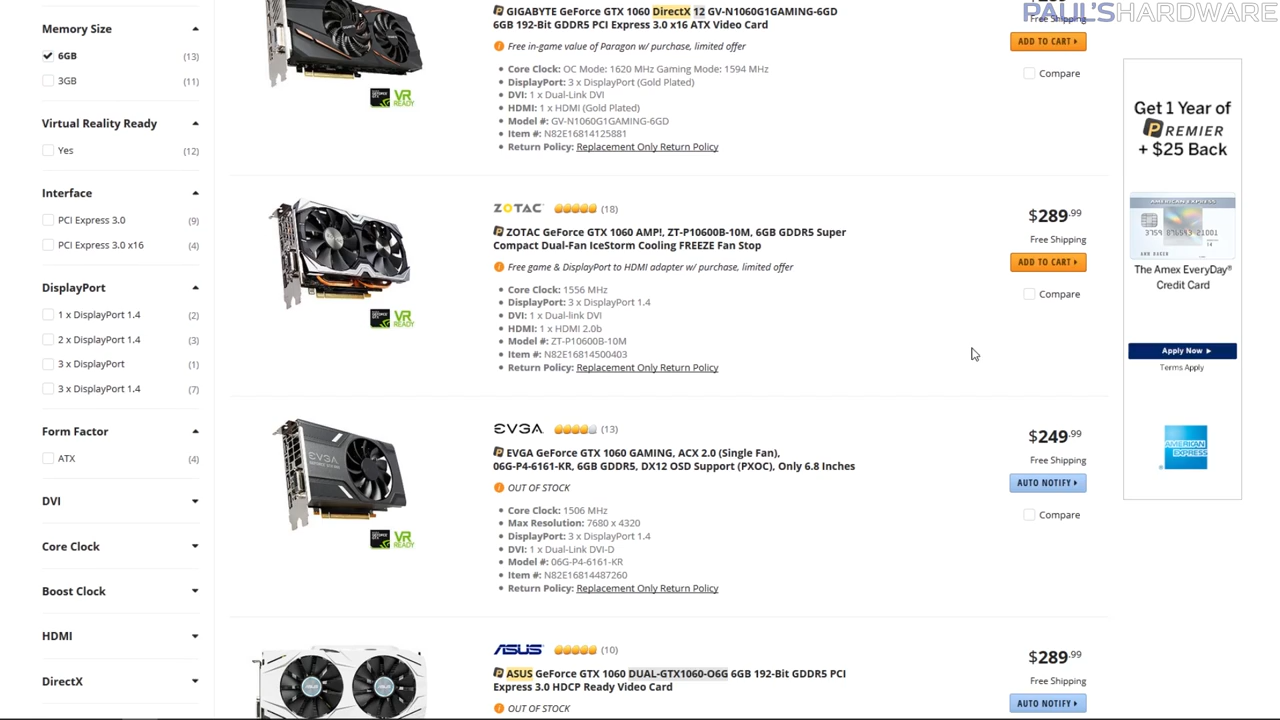 PAUL'SHARDWARE
Memory Size
6GB (13)
3GB (11)
Virtual Reality Ready
Yes (12)
Interface
PCI Express 3.0 (9)
PCI Express 3.0 x16 (4)
DisplayPort
1 x DisplayPort 1.4 (2)
2 x DisplayPort 1.4 (3)
3 x DisplayPort (1)
3 x DisplayPort 1.4 (7)
Form Factor
ATX (4)
DVI
Core Clock
Boost Clock
HDMI
DirectX
GIGABYTE GeForce GTX 1060 DirectX 12 GV-N1060G1GAMING-6GD
6GB 192-Bit GDDR5 PCI Express 3.0 x16 ATX Video Card
Free in-game value of Paragon w/ purchase, limited offer
Core Clock: OC Mode: 1620 MHz Gaming Mode: 1594 MHz
DisplayPort: 3 x DisplayPort (Gold Plated)
DVI: 1 x Dual-Link DVI
HDMI: 1 x HDMI (Gold Plated)
Model #: GV-N1060G1GAMING-6GD
Item #: N82E16814125881
Return Policy: Replacement Only Return Policy
VR READY
Free Shipping
ADD TO CART
Compare
ZOTAC (18)
ZOTAC GeForce GTX 1060 AMP!, ZT-P10600B-10M, 6GB GDDR5 Super
Compact Dual-Fan IceStorm Cooling FREEZE Fan Stop
Free game & DisplayPort to HDMI adapter w/ purchase, limited offer
Core Clock: 1556 MHz
DisplayPort: 3 x DisplayPort 1.4
DVI: 1 x Dual-link DVI
HDMI: 1 x HDMI 2.0b
Model #: ZT-P10600B-10M
Item #: N82E16814500403
Return Policy: Replacement Only Return Policy
VR READY
$289.99
Free Shipping
ADD TO CART
Compare
EVGA (13)
EVGA GeForce GTX 1060 GAMING, ACX 2.0 (Single Fan),
06G-P4-6161-KR, 6GB GDDR5, DX12 OSD Support (PXOC), Only 6.8 Inches
OUT OF STOCK
Core Clock: 1506 MHz
Max Resolution: 7680 x 4320
DisplayPort: 3 x DisplayPort 1.4
DVI: 1 x Dual-Link DVI-D
Model #: 06G-P4-6161-KR
Item #: N82E16814487260
Return Policy: Replacement Only Return Policy
EVGA
VR READY
$249.99
Free Shipping
AUTO NOTIFY
Compare
ASUS (10)
ASUS GeForce GTX 1060 DUAL-GTX1060-O6G 6GB 192-Bit GDDR5 PCI
Express 3.0 HDCP Ready Video Card
OUT OF STOCK
$289.99
Free Shipping
AUTO NOTIFY
Get 1 Year of
PREMIER
+ $25 Back
AMERICAN EXPRESS
The Amex EveryDay®
Credit Card
Apply Now
Terms Apply
AMERICAN
EXPRESS